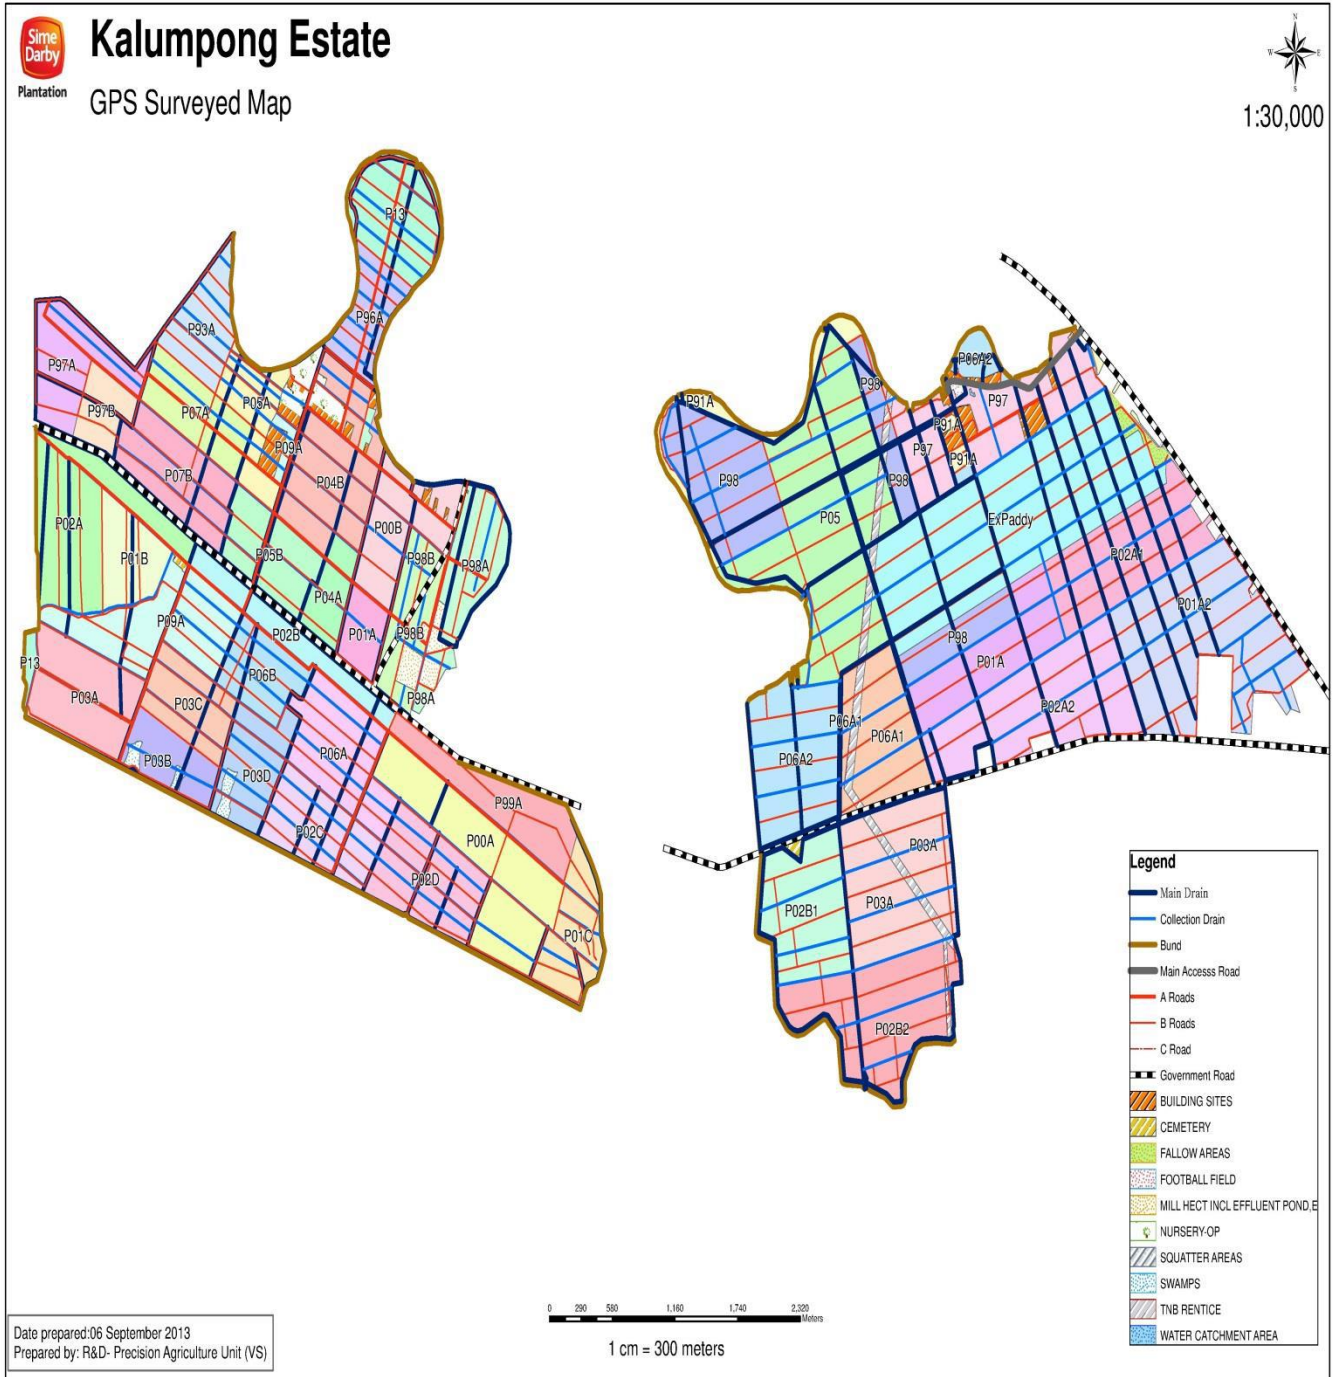 Sime
Darby
Plantation
Kalumpong Estate
GPS Surveyed Map
N
W
E
S
1:30,000
P13
P96A
P93A
P97A
P97B
P07A
P05A
P09A
P07B
P04B
P00B
P02A
P01B
P05B
P98B
P98A
P04A
P01A
P98B
P09A
P02B
P13
P06B
P98A
P03A
P03C
P06A
P03B
P03D
P99A
P02C
P00A
P02D
P01C
P06A2
P98
P97
P91A
P91A
P97
P91A
P98
P98
P05
ExPaddy
P02A1
P01A2
P98
P01A
P02A2
P06A1
P06A1
P06A2
P03A
P02B1
P03A
P02B2
Legend
Main Drain
Collection Drain
Bund
Main Accesss Road
A Roads
B Roads
C Road
Government Road
BUILDING SITES
CEMETERY
FALLOW AREAS
FOOTBALL FIELD
MILL HECT INCL EFFLUENT POND,E
NURSERY-OP
SQUATTER AREAS
SWAMPS
TNB RENTICE
WATER CATCHMENT AREA
0 290 580 1,160 1,740 2,320
Meters
1 cm = 300 meters
Date prepared:06 September 2013
Prepared by: R&D- Precision Agriculture Unit (VS)